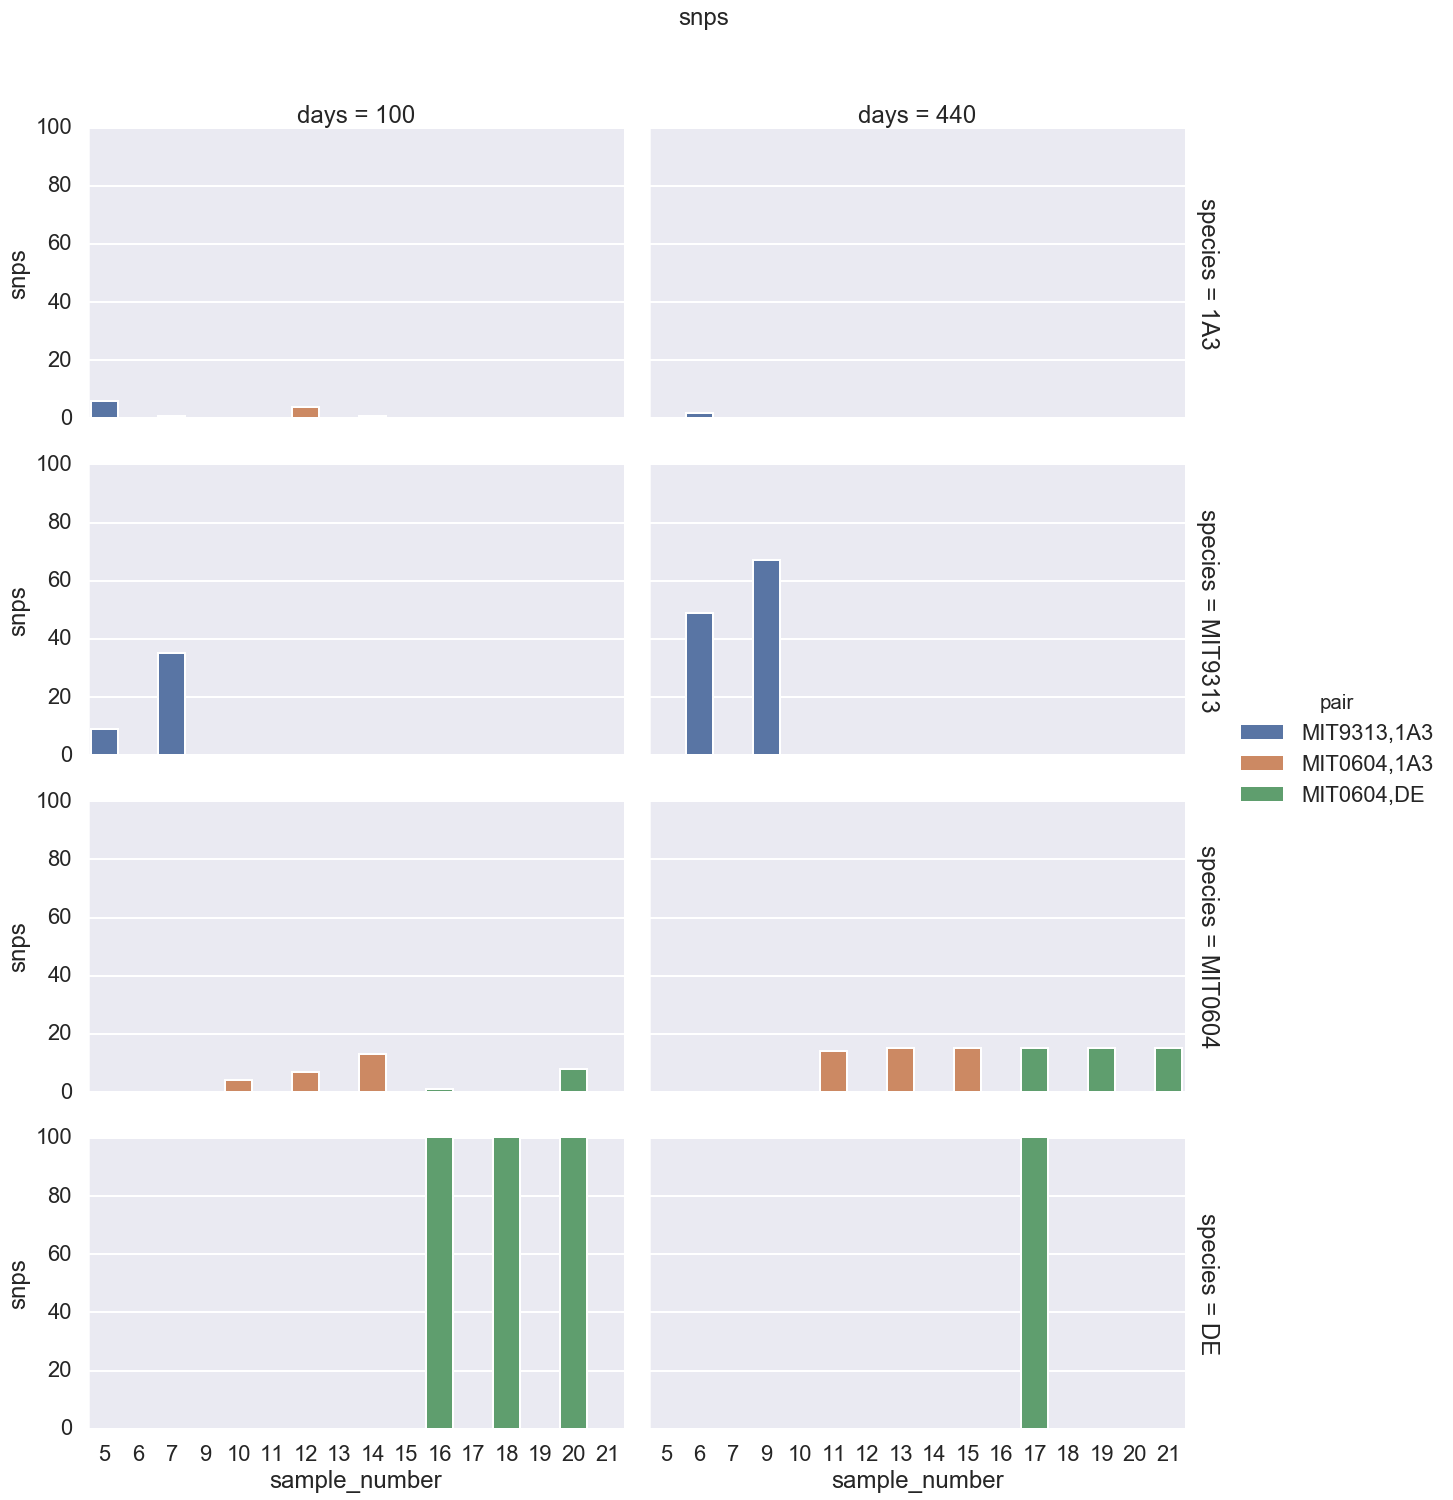 snps
days = 100
days = 440
100
80
60
40
20
0
snps
species = 1A3
100
80
60
40
20
0
snps
species = MIT9313
pair
MIT9313,1A3
MIT0604,1A3
MIT0604,DE
100
80
60
40
20
0
snps
species = MIT0604
100
80
60
40
20
0
snps
species = DE
5 6 7 9 10 11 12 13 14 15 16 17 18 19 20 21
5 6 7 9 10 11 12 13 14 15 16 17 18 19 20 21
sample_number
sample_number